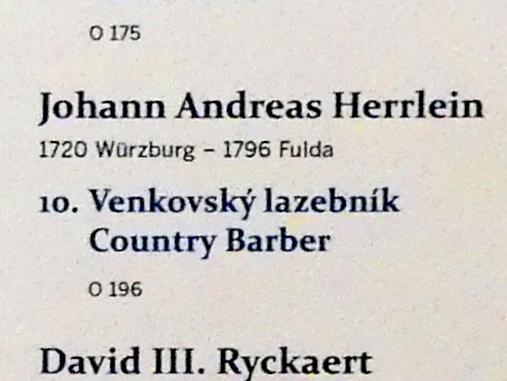 O 175
Johann Andreas Herrlein
1720 Würzburg – 1796 Fulda
10. Venkovský lazebník
Country Barber
O 196
David III. Ryckaert